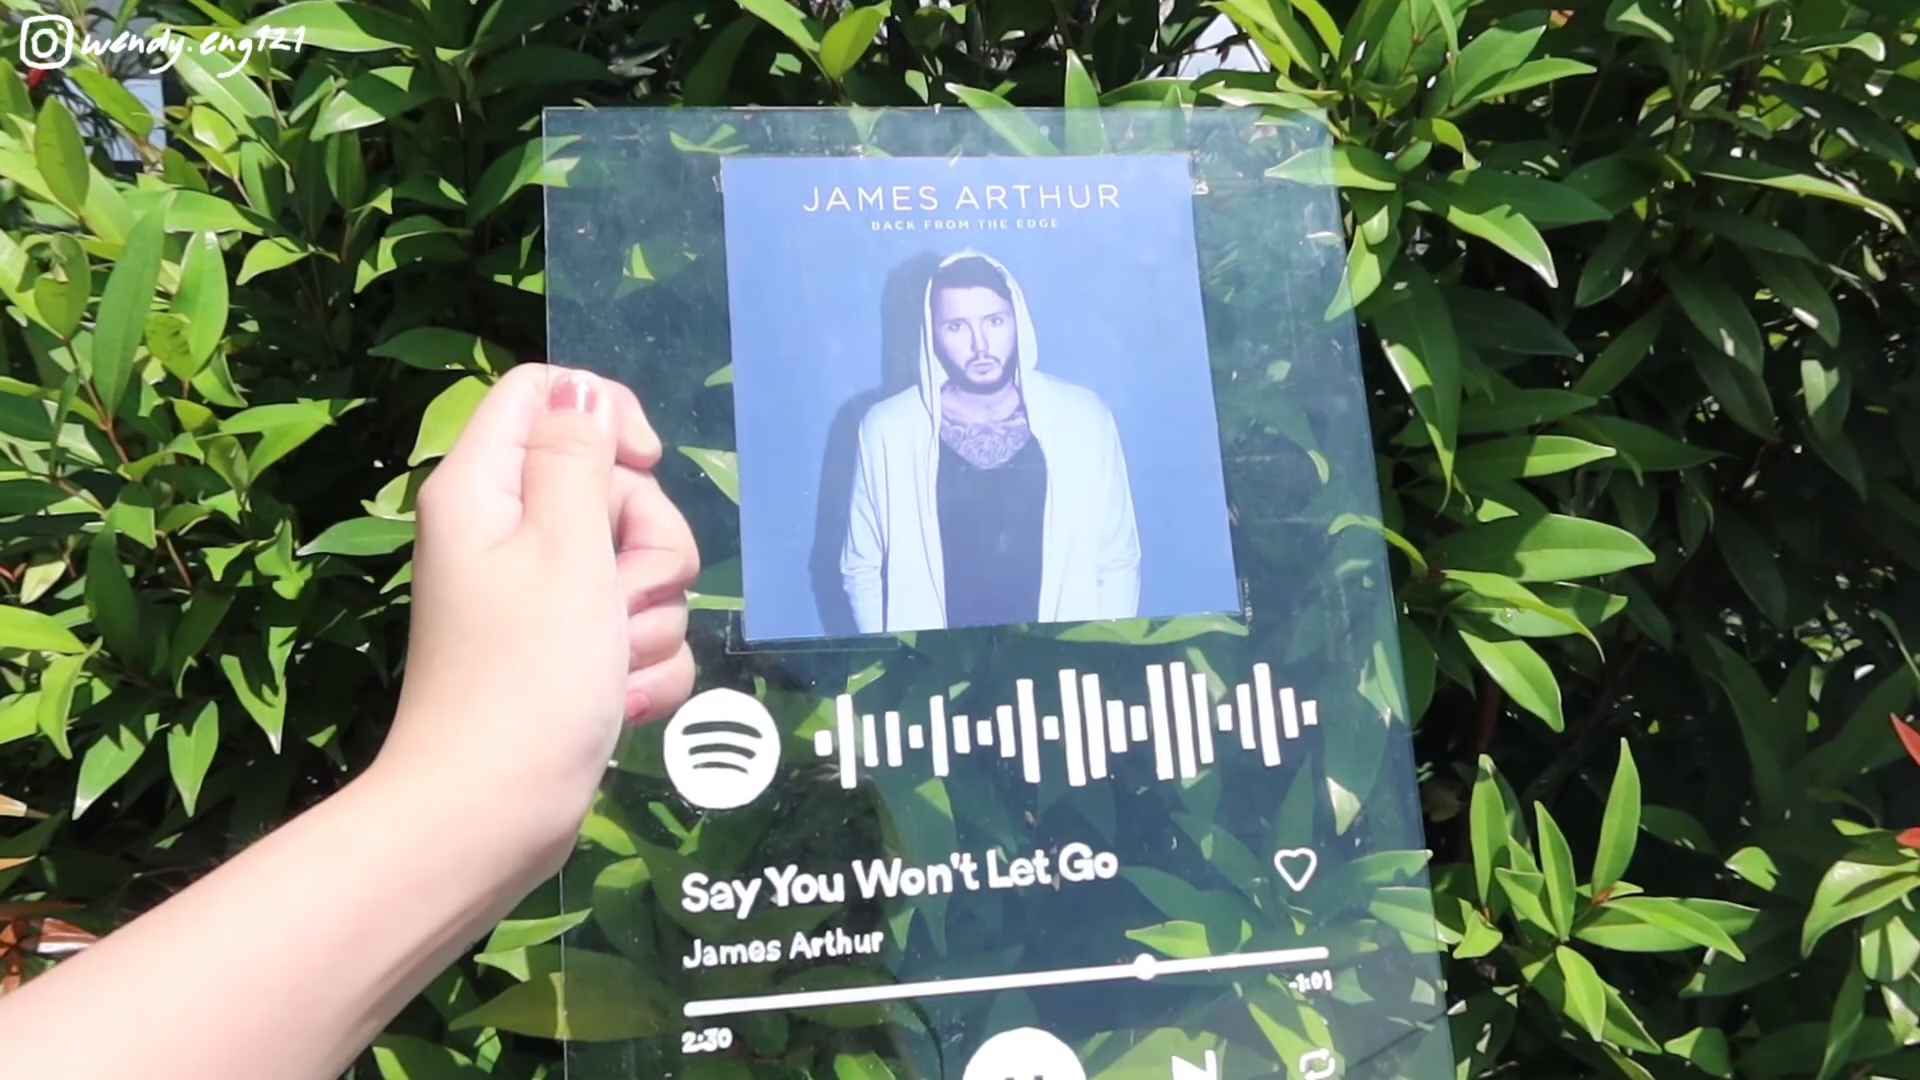 wendy.eng121
JAMES ARTHUR
BACK FROM THE EDGE
Say You Won't Let Go
James Arthur
-1:01
2:30